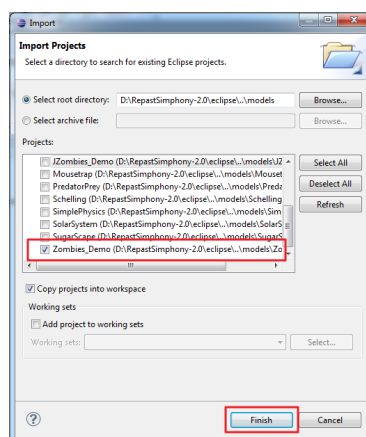 Import
Import Projects
Select a directory to search for existing Eclipse projects.
Select root directory: D:\RepastSimphony-2.0\eclipse\..\models Browse...
Select archive file: Browse...
Projects:
JZombies_Demo (D:\RepastSimphony-2.0\eclipse\..\models\JZ Select All
Mousetrap (D:\RepastSimphony-2.0\eclipse\..\models\Mouset
PredatorPrey (D:\RepastSimphony-2.0\eclipse\..\models\Preda Deselect All
Schelling (D:\RepastSimphony-2.0\eclipse\..\models\Schelling
SimplePhysics (D:\RepastSimphony-2.0\eclipse\..\models\Sim Refresh
SolarSystem (D:\RepastSimphony-2.0\eclipse\..\models\SolarS
SugarScape (D:\RepastSimphony-2.0\eclipse\..\models\SugarS
Zombies_Demo (D:\RepastSimphony-2.0\eclipse\..\models\Zo
Copy projects into workspace
Working sets
Add project to working sets
Working sets: Select...
? Finish Cancel